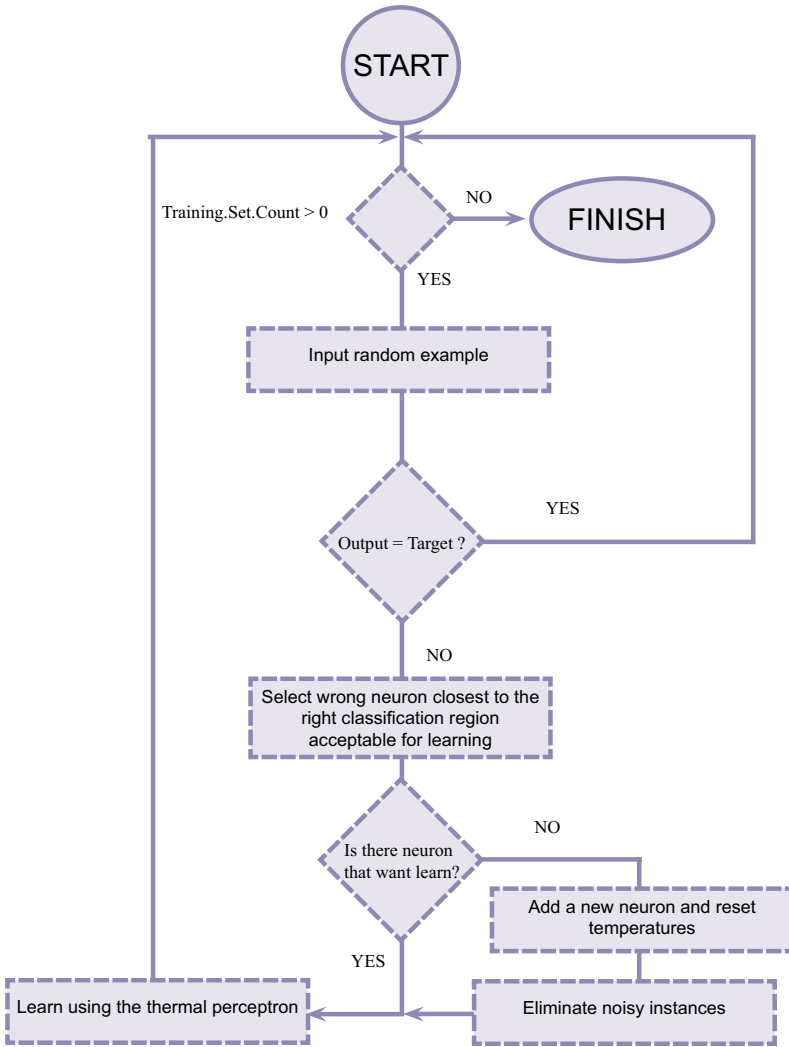 START
Training.Set.Count > 0
NO
FINISH
YES
Input random example
Output = Target ?
YES
NO
Select wrong neuron closest to the
right classification region
acceptable for learning
Is there neuron
that want learn?
NO
Add a new neuron and reset
temperatures
YES
Learn using the thermal perceptron
Eliminate noisy instances